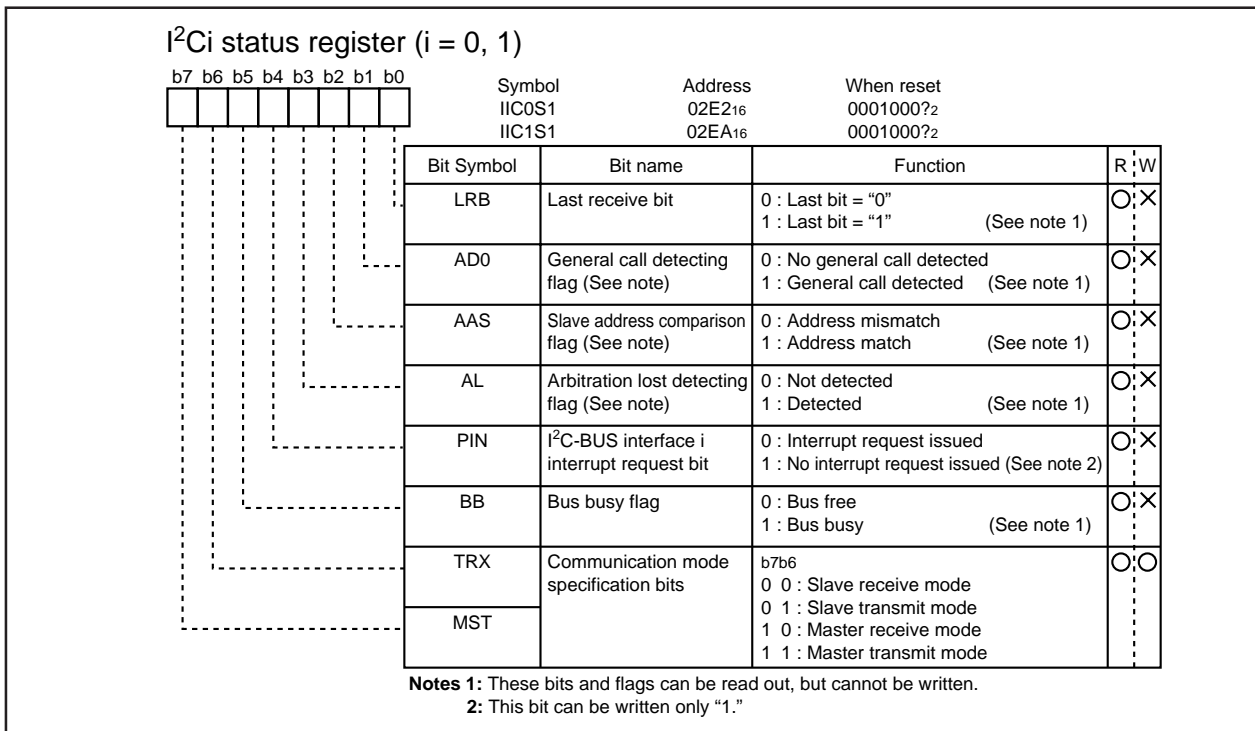 I²Ci status register (i = 0, 1)
b7 b6 b5 b4 b3 b2 b1 b0
Symbol Address When reset
IIC0S1 02E2₁₆ 0001000?₂
IIC1S1 02EA₁₆ 0001000?₂
Bit Symbol Bit name Function R W
LRB Last receive bit 0 : Last bit = “0” ○ ×
1 : Last bit = “1” (See note 1)
AD0 General call detecting 0 : No general call detected ○ ×
flag (See note) 1 : General call detected (See note 1)
AAS Slave address comparison 0 : Address mismatch ○ ×
flag (See note) 1 : Address match (See note 1)
AL Arbitration lost detecting 0 : Not detected ○ ×
flag (See note) 1 : Detected (See note 1)
PIN I²C-BUS interface i 0 : Interrupt request issued ○ ×
interrupt request bit 1 : No interrupt request issued (See note 2)
BB Bus busy flag 0 : Bus free ○ ×
1 : Bus busy (See note 1)
TRX Communication mode b7b6 ○ ○
specification bits 0 0 : Slave receive mode
0 1 : Slave transmit mode
MST 1 0 : Master receive mode
1 1 : Master transmit mode
Notes 1: These bits and flags can be read out, but cannot be written.
2: This bit can be written only “1.”